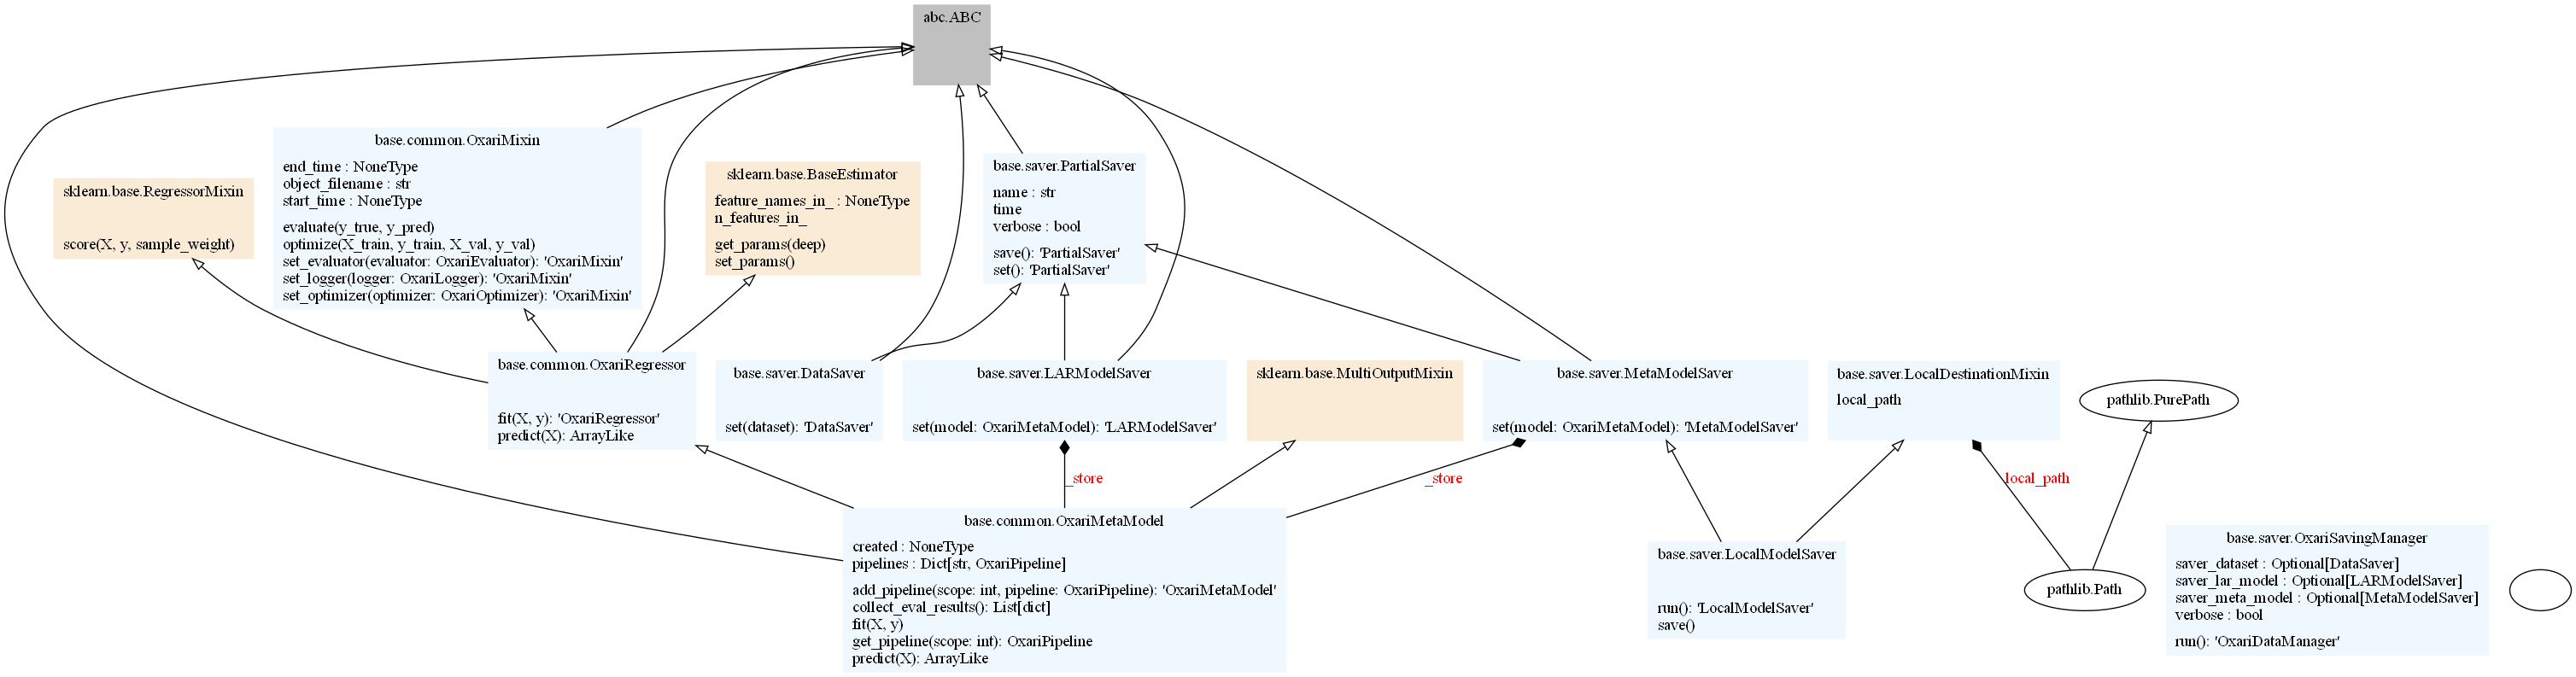 abc.ABC
base.common.OxariMixin
end_time : NoneType
object_filename : str
start_time : NoneType
evaluate(y_true, y_pred)
optimize(X_train, y_train, X_val, y_val)
set_evaluator(evaluator: OxariEvaluator): 'OxariMixin'
set_logger(logger: OxariLogger): 'OxariMixin'
set_optimizer(optimizer: OxariOptimizer): 'OxariMixin'
sklearn.base.RegressorMixin
score(X, y, sample_weight)
sklearn.base.BaseEstimator
feature_names_in_ : NoneType
n_features_in_
get_params(deep)
set_params()
base.saver.PartialSaver
name : str
time
verbose : bool
save(): 'PartialSaver'
set(): 'PartialSaver'
base.common.OxariRegressor
fit(X, y): 'OxariRegressor'
predict(X): ArrayLike
base.saver.DataSaver
set(dataset): 'DataSaver'
base.saver.LARModelSaver
set(model: OxariMetaModel): 'LARModelSaver'
sklearn.base.MultiOutputMixin
base.saver.MetaModelSaver
set(model: OxariMetaModel): 'MetaModelSaver'
base.saver.LocalDestinationMixin
local_path
pathlib.PurePath
_store
_store
local_path
base.common.OxariMetaModel
created : NoneType
pipelines : Dict[str, OxariPipeline]
add_pipeline(scope: int, pipeline: OxariPipeline): 'OxariMetaModel'
collect_eval_results(): List[dict]
fit(X, y)
get_pipeline(scope: int): OxariPipeline
predict(X): ArrayLike
base.saver.LocalModelSaver
run(): 'LocalModelSaver'
save()
pathlib.Path
base.saver.OxariSavingManager
saver_dataset : Optional[DataSaver]
saver_lar_model : Optional[LARModelSaver]
saver_meta_model : Optional[MetaModelSaver]
verbose : bool
run(): 'OxariDataManager'